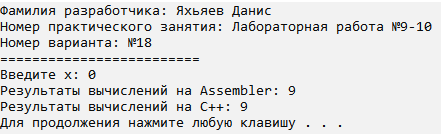 Фамилия разработчика: Яхьяев Данис
Номер практического занятия: Лабораторная работа №9-10
Номер варианта: №18
=========================
Введите x: 0
Результаты вычислений на Assembler: 9
Результаты вычислений на C++: 9
Для продолжения нажмите любую клавишу . . .